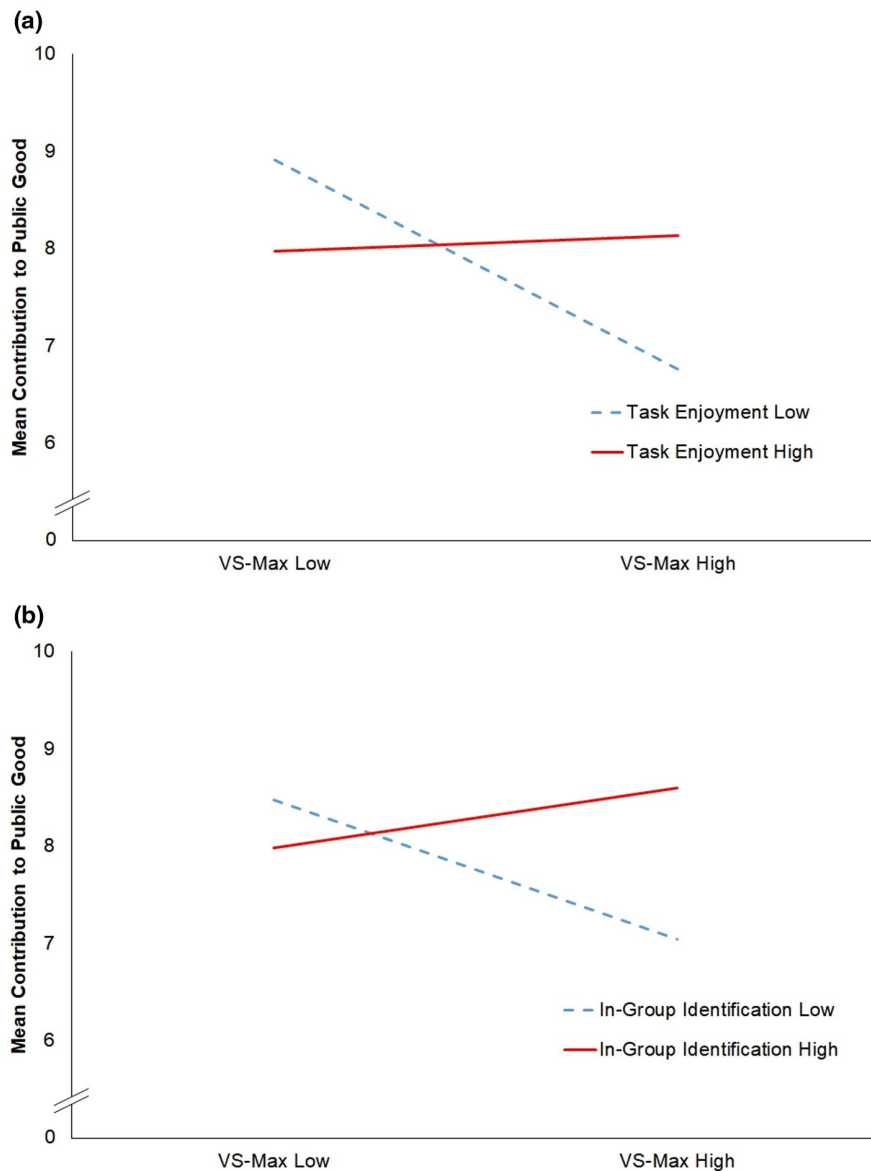 (a)
Mean Contribution to Public Good
10
9
8
7
6
0
Task Enjoyment Low
Task Enjoyment High
VS-Max Low
VS-Max High
(b)
Mean Contribution to Public Good
10
9
8
7
6
0
In-Group Identification Low
In-Group Identification High
VS-Max Low
VS-Max High